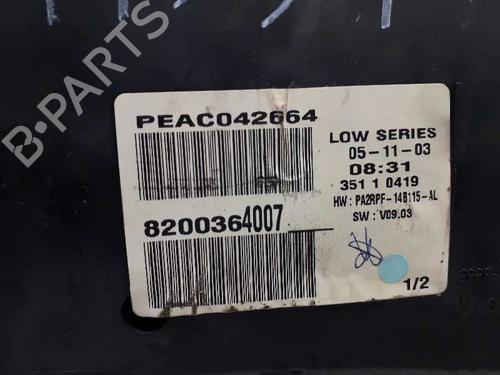 PEAC042664
LOW SERIES
05-11-03
08:31
351 1 0419
HW : PA2RPF-14B115-AL
SW : V09.03
8200364007__
1/2
B-PARTS